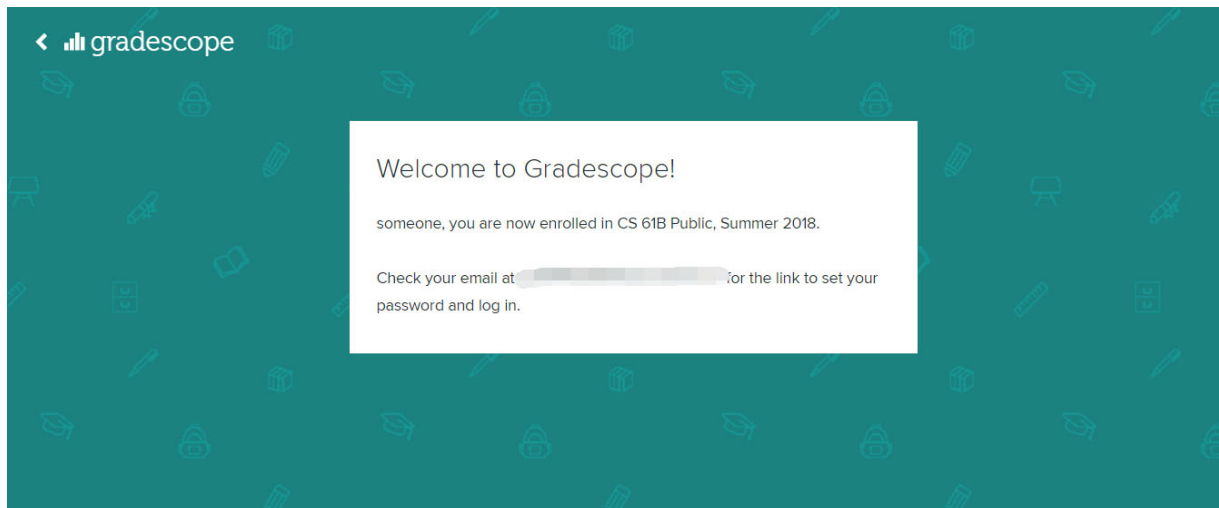 gradescope
Welcome to Gradescope!
someone, you are now enrolled in CS 61B Public, Summer 2018.
Check your email at for the link to set your
password and log in.